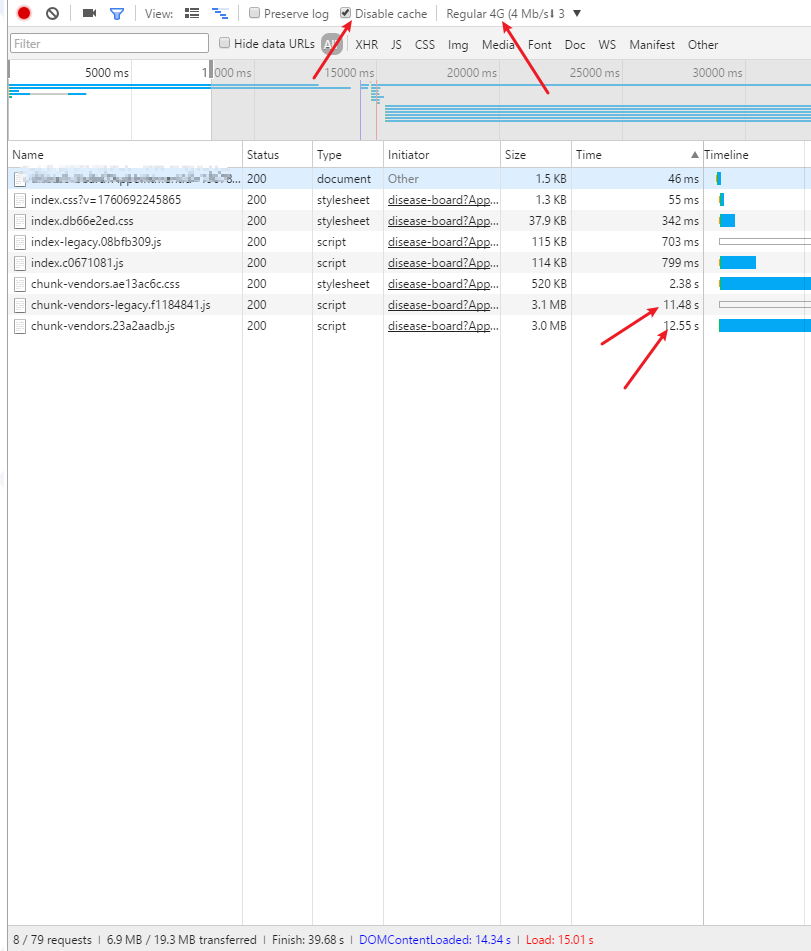 View: Preserve log Disable cache Regular 4G (4 Mb/s⬇ 3 ▼
Filter Hide data URLs All XHR JS CSS Img Media Font Doc WS Manifest Other
5000 ms 000 ms 15000 ms 20000 ms 25000 ms 30000 ms
Name Status Type Initiator Size Time ▲ Timeline
200 document Other 1.5 KB 46 ms
index.css?v=1760692245865 200 stylesheet disease-board?App... 1.3 KB 55 ms
index.db66e2ed.css 200 stylesheet disease-board?App... 37.9 KB 342 ms
index-legacy.08bfb309.js 200 script disease-board?App... 115 KB 703 ms
index.c0671081.js 200 script disease-board?App... 114 KB 799 ms
chunk-vendors.ae13ac6c.css 200 stylesheet disease-board?App... 520 KB 2.38 s
chunk-vendors-legacy.f1184841.js 200 script disease-board?App... 3.1 MB 11.48 s
chunk-vendors.23a2aadb.js 200 script disease-board?App... 3.0 MB 12.55 s
8 / 79 requests | 6.9 MB / 19.3 MB transferred | Finish: 39.68 s | DOMContentLoaded: 14.34 s | Load: 15.01 s